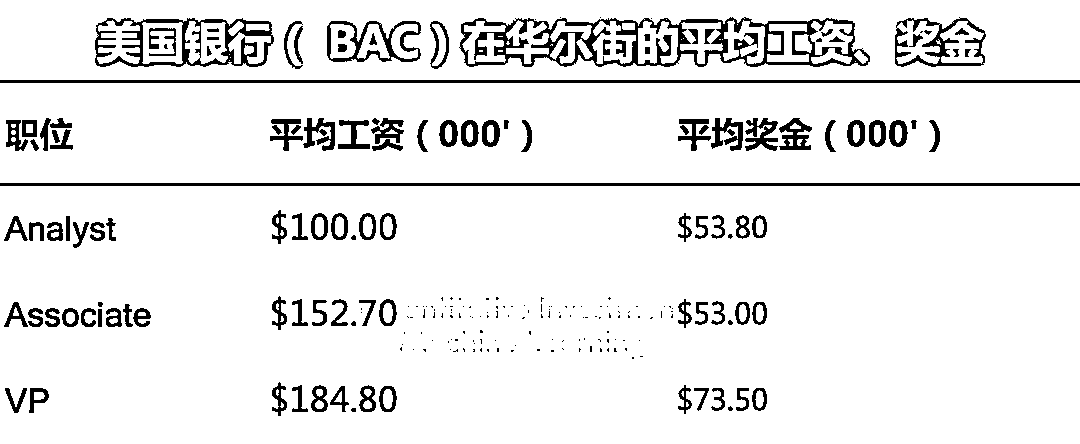 美国银行（ BAC）在华尔街的平均工资、奖金
职位 平均工资（000'） 平均奖金（000'）
Analyst $100.00 $53.80
Associate $152.70 $53.00
VP $184.80 $73.50